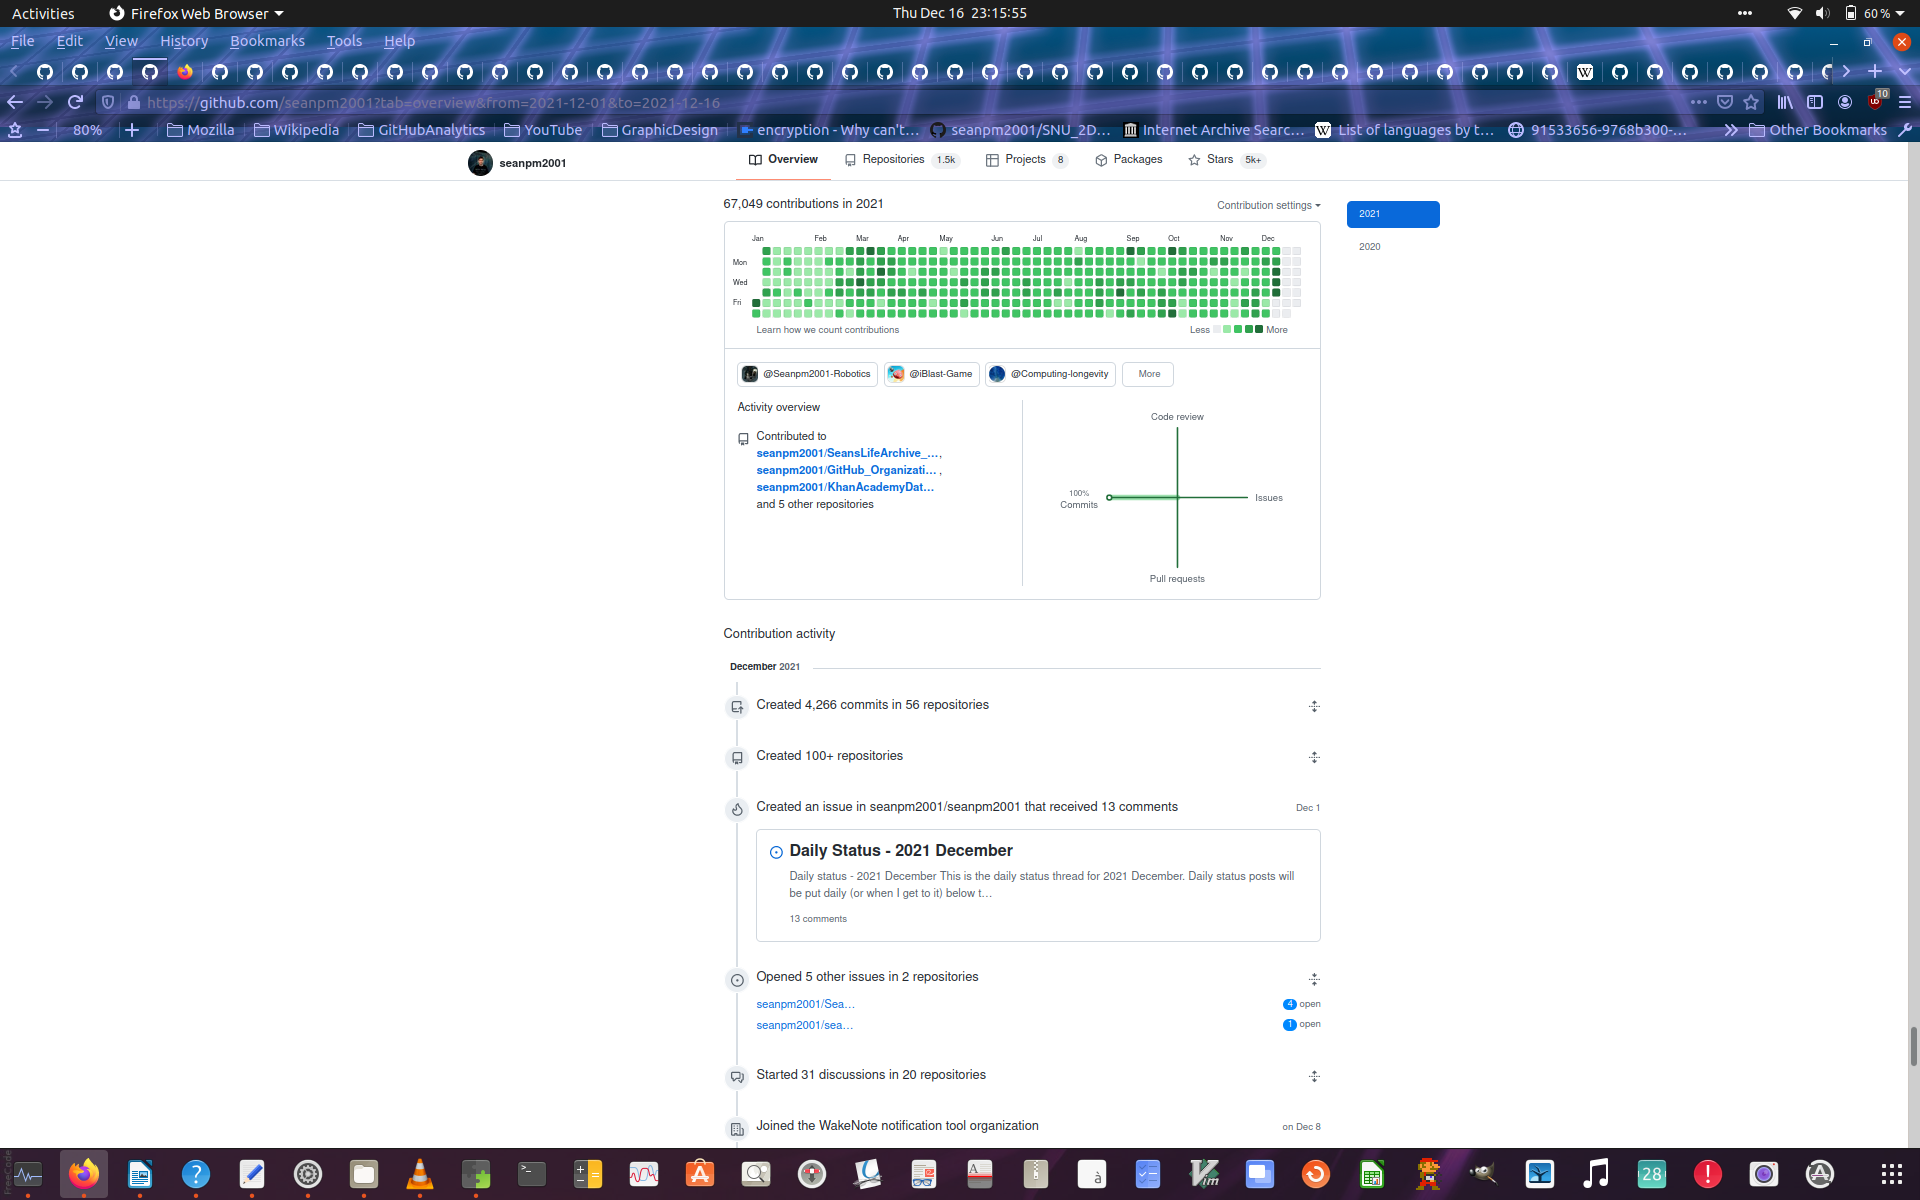 Activities Firefox Web Browser Thu Dec 16 23:15:55 60 %
File Edit View History Bookmarks Tools Help
https://github.com/seanpm2001?tab=overview&from=2021-12-01&to=2021-12-16 10
80% Mozilla Wikipedia GitHubAnalytics YouTube GraphicDesign encryption - Why can't… seanpm2001/SNU_2D… Internet Archive Searc… List of languages by t… 91533656-9768b300-… Other Bookmarks
seanpm2001 Overview Repositories 1.5k Projects 8 Packages Stars 5k+
67,049 contributions in 2021 Contribution settings 2021
2020
Jan Feb Mar Apr May Jun Jul Aug Sep Oct Nov Dec
Mon
Wed
Fri
Learn how we count contributions Less More
@Seanpm2001-Robotics @iBlast-Game @Computing-longevity More
Activity overview
Contributed to
seanpm2001/SeansLifeArchive_…,
seanpm2001/GitHub_Organizati… ,
seanpm2001/KhanAcademyDat…
and 5 other repositories
Code review
100%
Commits
Issues
Pull requests
Contribution activity
December 2021
Created 4,266 commits in 56 repositories
Created 100+ repositories
Created an issue in seanpm2001/seanpm2001 that received 13 comments Dec 1
Daily Status - 2021 December
Daily status - 2021 December This is the daily status thread for 2021 December. Daily status posts will
be put daily (or when I get to it) below t…
13 comments
Opened 5 other issues in 2 repositories
seanpm2001/Sea… 4 open
seanpm2001/sea… 1 open
Started 31 discussions in 20 repositories
Joined the WakeNote notification tool organization on Dec 8
28